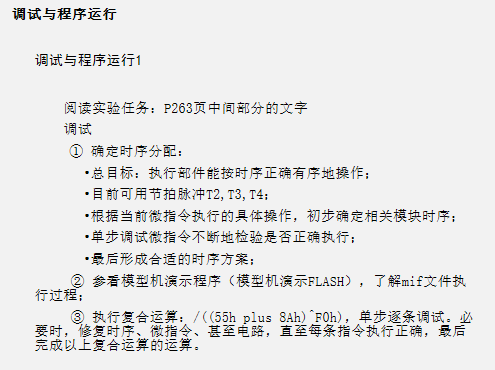 调试与程序运行
调试与程序运行1
阅读实验任务：P263页中间部分的文字
调试
① 确定时序分配：
•总目标：执行部件能按时序正确有序地操作；
•目前可用节拍脉冲T2,T3,T4；
•根据当前微指令执行的具体操作，初步确定相关模块时序；
•单步调试微指令不断地检验是否正确执行；
•最后形成合适的时序方案；
② 参看模型机演示程序（模型机演示FLASH），了解mif文件执
行过程；
③ 执行复合运算：/((55h plus 8Ah)^F0h)，单步逐条调试。必
要时，修复时序、微指令、甚至电路，直至每条指令执行正确，最后
完成以上复合运算的运算。